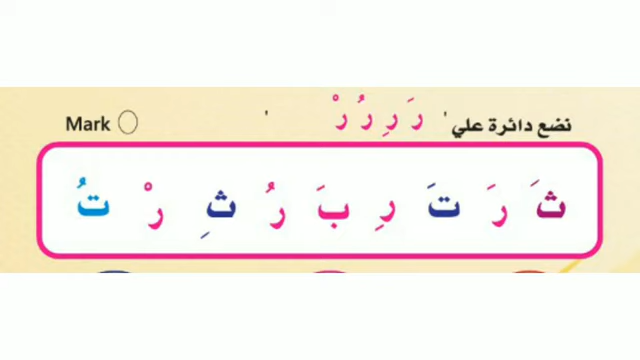 نضع دائرة علي ' رَ رِ رُ رْ '
Mark
ثَ رَ تَ رِ بَ رُ ثِ رْ تُ